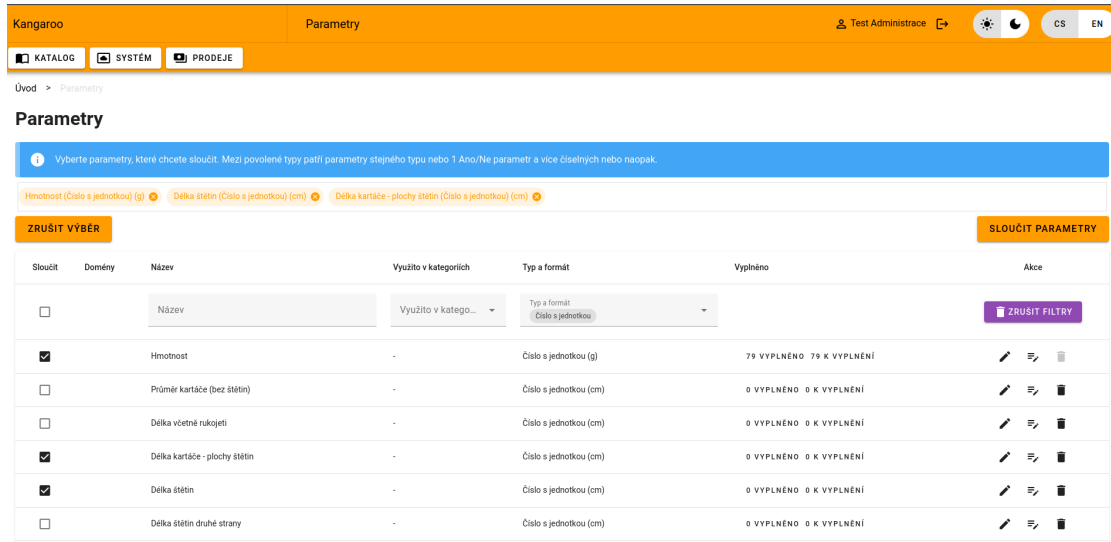 Kangaroo Parametry Test Administrace CS EN
KATALOG SYSTÉM PRODEJE
Úvod > Parametry
Parametry
Vyberte parametry, které chcete sloučit. Mezi povolené typy patří parametry stejného typu nebo 1 Ano/Ne parametr a více číselných nebo naopak.
Hmotnost (Číslo s jednotkou) (g) Délka štětin (Číslo s jednotkou) (cm) Délka kartáče - plochy štětin (Číslo s jednotkou) (cm)
ZRUŠIT VÝBĚR SLOUČIT PARAMETRY
Sloučit Domény Název Využito v kategoriích Typ a formát Vyplněno Akce
Typ a formát
Název Využito v katego... Číslo s jednotkou ZRUŠIT FILTRY
Hmotnost - Číslo s jednotkou (g) 79 VYPLNĚNO 79 K VYPLNĚNÍ
Průměr kartáče (bez štětin) - Číslo s jednotkou (cm) 0 VYPLNĚNO 0 K VYPLNĚNÍ
Délka včetně rukojeti - Číslo s jednotkou (cm) 0 VYPLNĚNO 0 K VYPLNĚNÍ
Délka kartáče - plochy štětin - Číslo s jednotkou (cm) 0 VYPLNĚNO 0 K VYPLNĚNÍ
Délka štětin - Číslo s jednotkou (cm) 0 VYPLNĚNO 0 K VYPLNĚNÍ
Délka štětin druhé strany - Číslo s jednotkou (cm) 0 VYPLNĚNO 0 K VYPLNĚNÍ